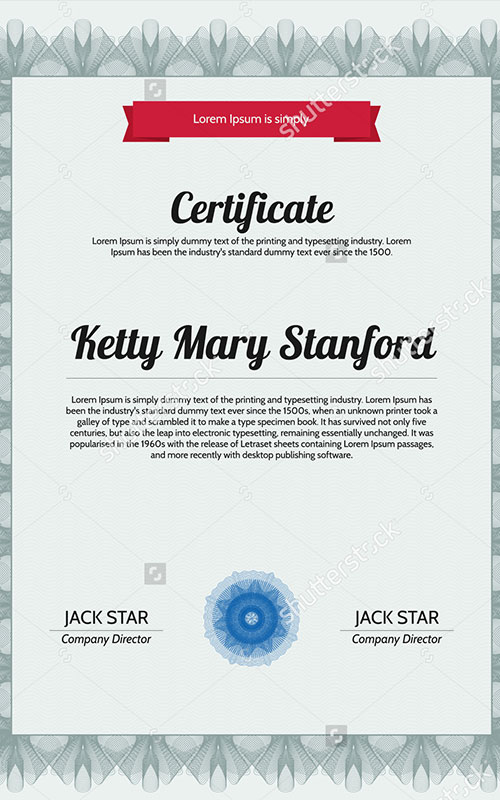 Lorem Ipsum is simply
Certificate
Lorem Ipsum is simply dummy text of the printing and typesetting industry. Lorem
Ipsum has been the industry's standard dummy text ever since the 1500.
Ketty Mary Stanford
Lorem Ipsum is simply dummy text of the printing and typesetting industry. Lorem Ipsum has
been the industry's standard dummy text ever since the 1500s, when an unknown printer took a
galley of type and scrambled it to make a type specimen book. It has survived not only five
centuries, but also the leap into electronic typesetting, remaining essentially unchanged. It was
popularised in the 1960s with the release of Letraset sheets containing Lorem Ipsum passages,
and more recently with desktop publishing software.
JACK STAR
Company Director
JACK STAR
Company Director
shutterstock
shutterstock
shutterstock
shutterstock